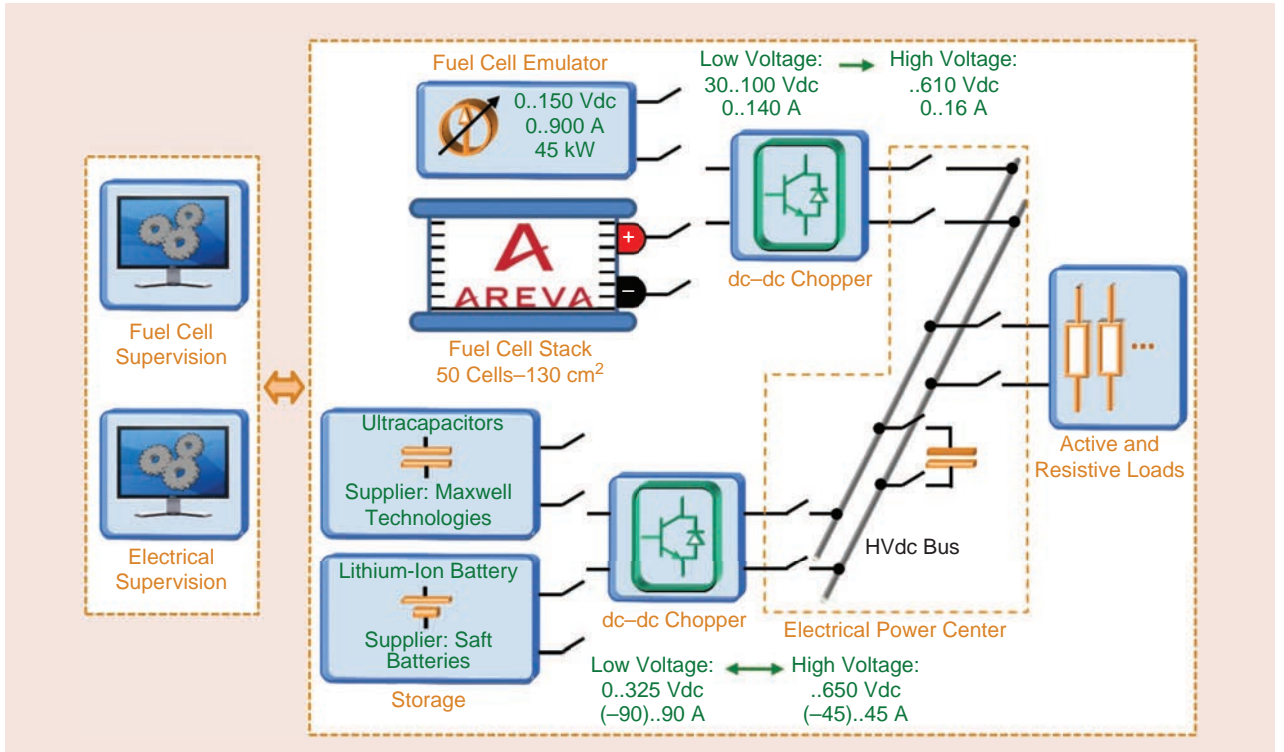 Fuel Cell Emulator
0..150 Vdc
0..900 A
45 kW
Low Voltage:
30..100 Vdc
0..140 A
High Voltage:
..610 Vdc
0..16 A
dc–dc Chopper
+
–
AREVA
Fuel Cell Stack
50 Cells–130 cm²
Fuel Cell
Supervision
Electrical
Supervision
Ultracapacitors
Supplier: Maxwell
Technologies
Lithium-Ion Battery
Supplier: Saft
Batteries
Storage
dc–dc Chopper
Low Voltage:
0..325 Vdc
(–90)..90 A
High Voltage:
..650 Vdc
(–45)..45 A
HVdc Bus
Electrical Power Center
...
Active and
Resistive Loads